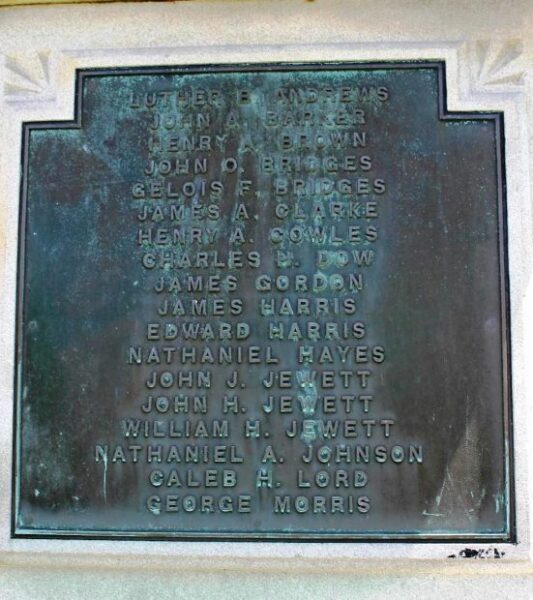 LUTHER B. ANDREWS
JOHN A. BARKER
HENRY A. BROWN
JOHN O. BRIDGES
GELOIS F. BRIDGES
JAMES A. CLARKE
HENRY A. COWLES
CHARLES H. DOW
JAMES GORDON
JAMES HARRIS
EDWARD HARRIS
NATHANIEL HAYES
JOHN J. JEWETT
JOHN H. JEWETT
WILLIAM H. JEWETT
NATHANIEL A. JOHNSON
CALEB H. LORD
GEORGE MORRIS